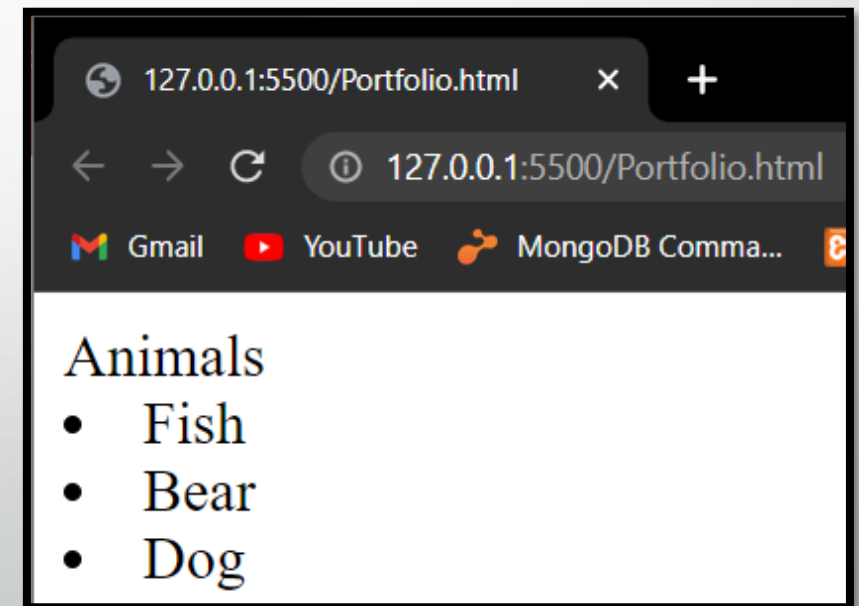 127.0.0.1:5500/Portfolio.html
127.0.0.1:5500/Portfolio.html
Gmail YouTube MongoDB Comma...
Animals
• Fish
• Bear
• Dog